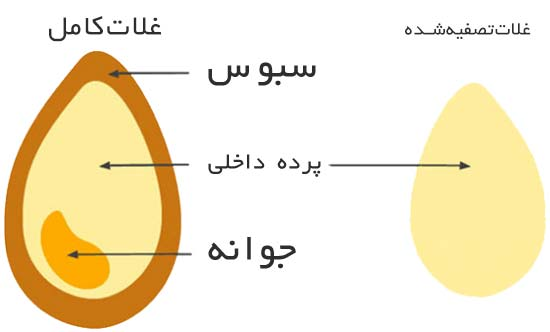 غلات کامل
غلات تصفیه‌شده
سبوس
پرده داخلی
جوانه